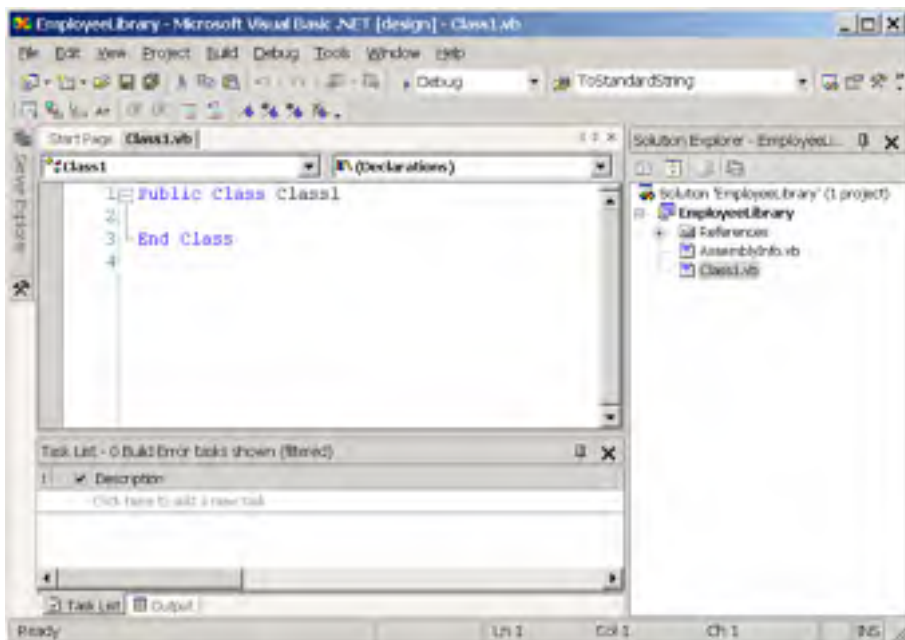 EmployeeLibrary - Microsoft Visual Basic .NET [design] - Class1.vb
File Edit View Project Build Debug Tools Window Help
Debug ToStandardString
Start Page Class1.vb
Class1 (Declarations)
1 Public Class Class1
2
3 End Class
4
Server Explorer
Solution Explorer - EmployeeLi...
Solution 'EmployeeLibrary' (1 project)
EmployeeLibrary
References
AssemblyInfo.vb
Class1.vb
Task List - 0 Build Error tasks shown (filtered)
! Description
Click here to add a new task
Task List Output
Ready Ln 1 Col 1 Ch 1 INS